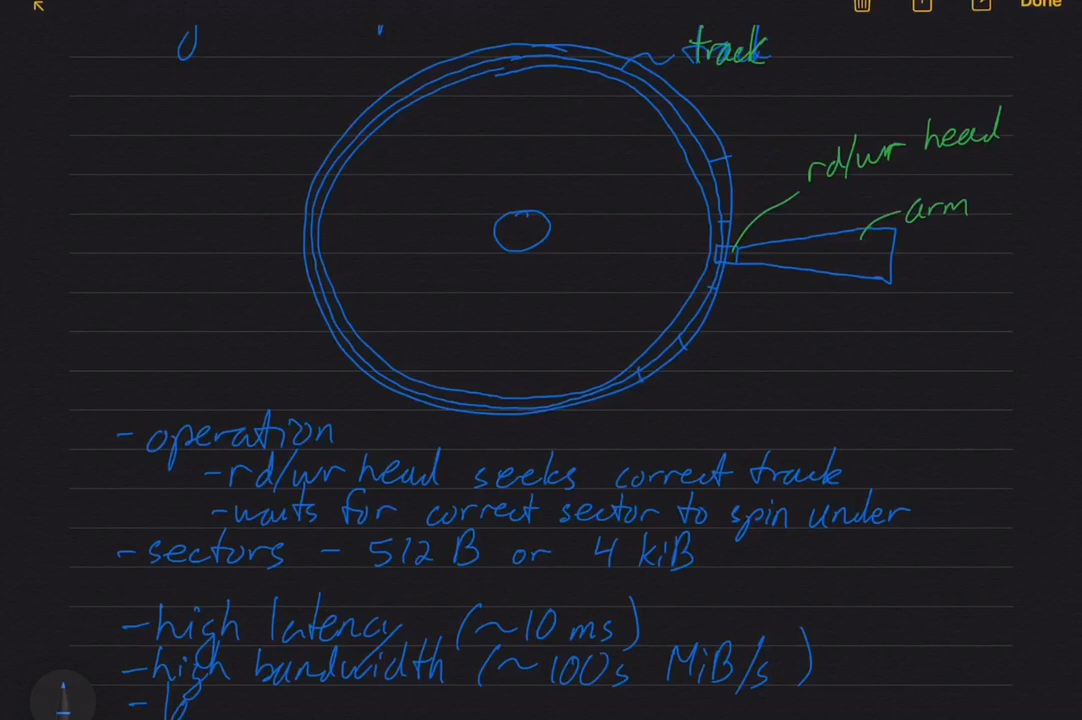 Done
track
rd/wr head
arm
- operation
- rd/wr head seeks correct track
- waits for correct sector to spin under
- sectors - 512 B or 4 kiB
- high latency (~10 ms)
- high bandwidth (~100s MiB/s)
-